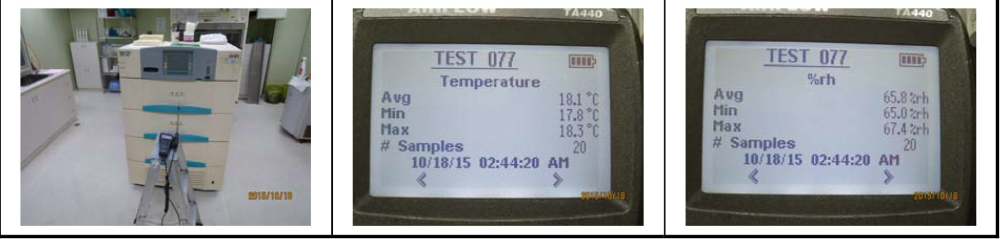 2015/10/18
AIRFLOW TA440
TEST 077
Temperature
Avg 18.1 °C
Min 17.8 °C
Max 18.3 °C
# Samples 20
10/18/15 02:44:20 AM
2015/10/18
AIRFLOW TA440
TEST 077
%rh
Avg 65.8 %rh
Min 65.0 %rh
Max 67.4 %rh
# Samples 20
10/18/15 02:44:20 AM
2015/10/18